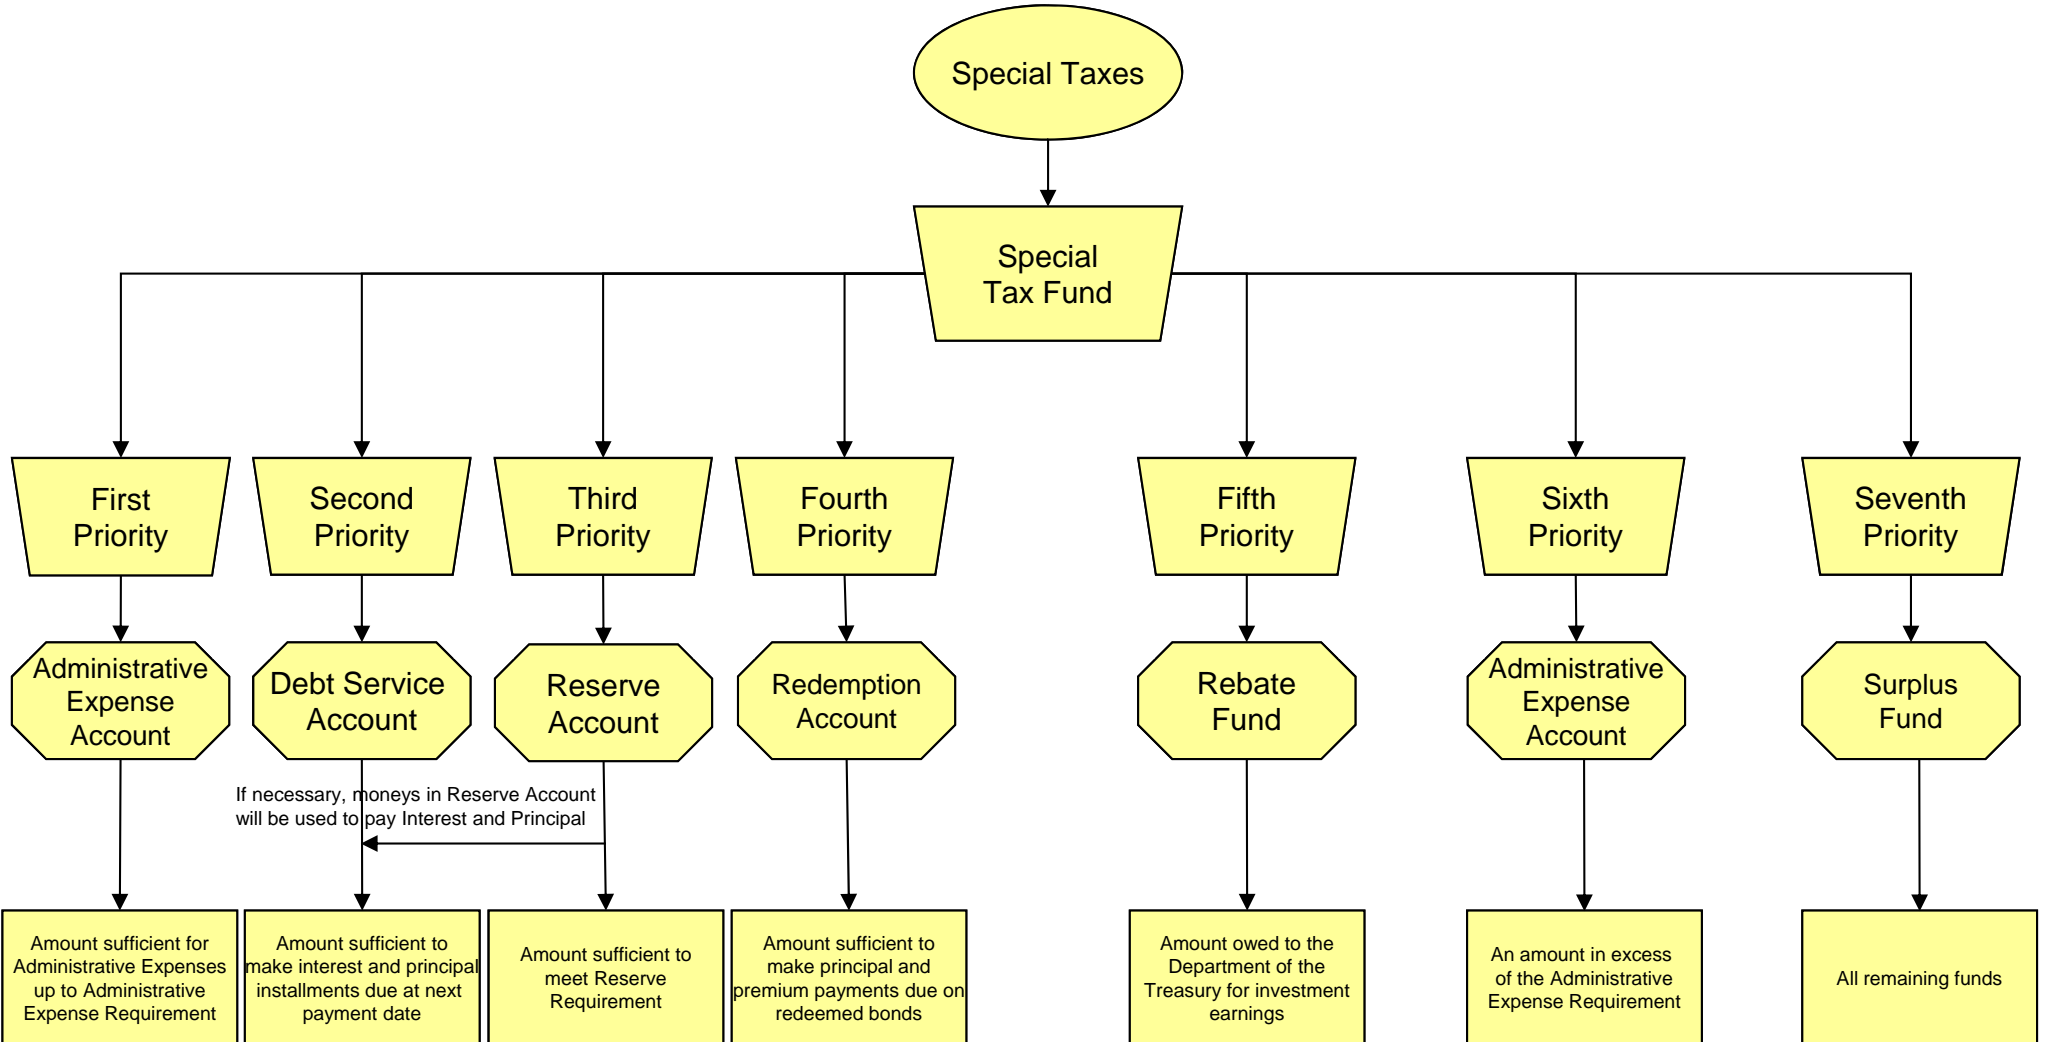 Special Taxes
Special
Tax Fund
First
Priority
Second
Priority
Third
Priority
Fourth
Priority
Fifth
Priority
Sixth
Priority
Seventh
Priority
Administrative
Expense
Account
Debt Service
Account
Reserve
Account
Redemption
Account
Rebate
Fund
Administrative
Expense
Account
Surplus
Fund
If necessary, moneys in Reserve Account
will be used to pay Interest and Principal
Amount sufficient for
Administrative Expenses
up to Administrative
Expense Requirement
Amount sufficient to
make interest and principal
installments due at next
payment date
Amount sufficient to
meet Reserve
Requirement
Amount sufficient to
make principal and
premium payments due on
redeemed bonds
Amount owed to the
Department of the
Treasury for investment
earnings
An amount in excess
of the Administrative
Expense Requirement
All remaining funds